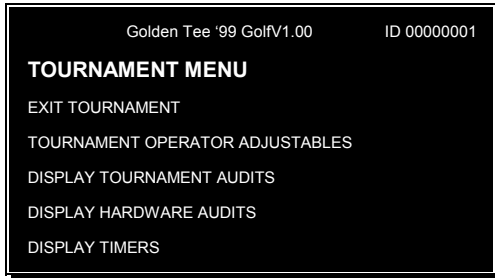 Golden Tee ‘99 GolfV1.00 ID 00000001
TOURNAMENT MENU
EXIT TOURNAMENT
TOURNAMENT OPERATOR ADJUSTABLES
DISPLAY TOURNAMENT AUDITS
DISPLAY HARDWARE AUDITS
DISPLAY TIMERS